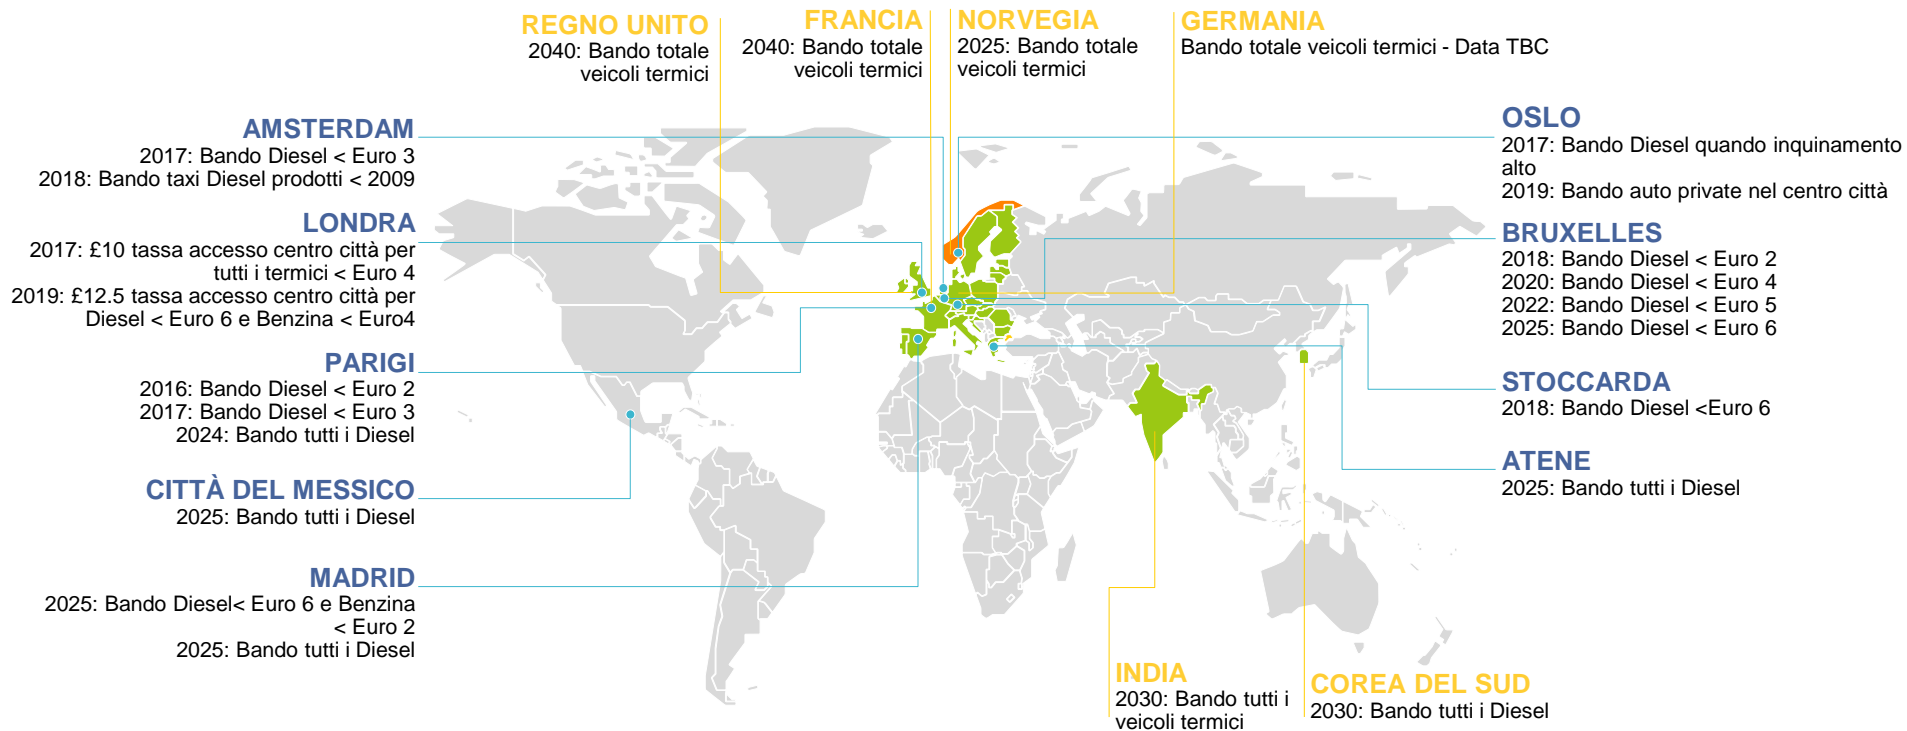 REGNO UNITO
2040: Bando totale
veicoli termici
FRANCIA
2040: Bando totale
veicoli termici
NORVEGIA
2025: Bando totale
veicoli termici
GERMANIA
Bando totale veicoli termici - Data TBC
AMSTERDAM
2017: Bando Diesel < Euro 3
2018: Bando taxi Diesel prodotti < 2009
LONDRA
2017: £10 tassa accesso centro città per
tutti i termici < Euro 4
2019: £12.5 tassa accesso centro città per
Diesel < Euro 6 e Benzina < Euro4
PARIGI
2016: Bando Diesel < Euro 2
2017: Bando Diesel < Euro 3
2024: Bando tutti i Diesel
CITTÀ DEL MESSICO
2025: Bando tutti i Diesel
MADRID
2025: Bando Diesel< Euro 6 e Benzina
< Euro 2
2025: Bando tutti i Diesel
OSLO
2017: Bando Diesel quando inquinamento
alto
2019: Bando auto private nel centro città
BRUXELLES
2018: Bando Diesel < Euro 2
2020: Bando Diesel < Euro 4
2022: Bando Diesel < Euro 5
2025: Bando Diesel < Euro 6
STOCCARDA
2018: Bando Diesel <Euro 6
ATENE
2025: Bando tutti i Diesel
INDIA
2030: Bando tutti i
veicoli termici
COREA DEL SUD
2030: Bando tutti i Diesel